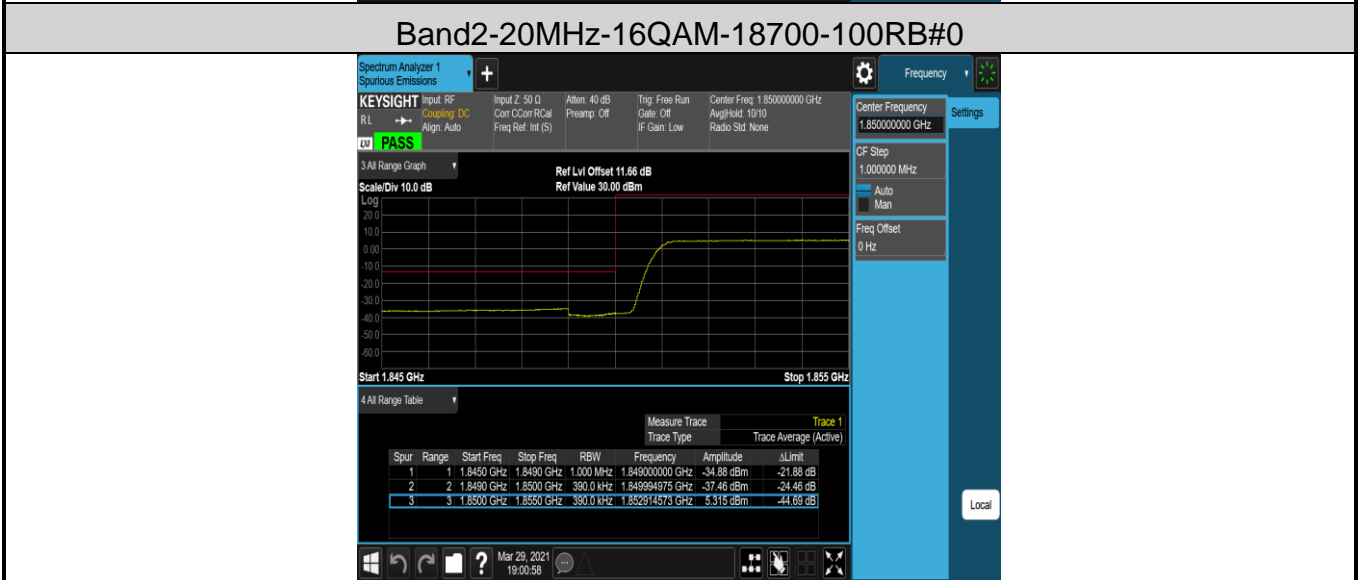 Band2-20MHz-16QAM-18700-100RB#0
Spectrum Analyzer 1
Spurious Emissions
+
Frequency
KEYSIGHT
RL
LXI
PASS
Input: RF
Coupling: DC
Align: Auto
Input Z: 50 Ω
Corr CCorr RCal
Freq Ref: Int (S)
Atten: 40 dB
Preamp: Off
Trig: Free Run
Gate: Off
IF Gain: Low
Center Freq: 1.850000000 GHz
Avg|Hold: 10/10
Radio Std: None
Center Frequency
1.850000000 GHz
Settings
CF Step
1.000000 MHz
Auto
Man
Freq Offset
0 Hz
3 All Range Graph
Ref Lvl Offset 11.66 dB
Scale/Div 10.0 dB
Ref Value 30.00 dBm
Log
20.0
10.0
0.00
-10.0
-20.0
-30.0
-40.0
-50.0
-60.0
Start 1.845 GHz
Stop 1.855 GHz
4 All Range Table
Measure Trace Trace 1
Trace Type Trace Average (Active)
Spur Range Start Freq Stop Freq RBW Frequency Amplitude ΔLimit
1 1 1.8450 GHz 1.8490 GHz 1.000 MHz 1.849000000 GHz -34.88 dBm -21.88 dB
2 2 1.8490 GHz 1.8500 GHz 390.0 kHz 1.849994975 GHz -37.46 dBm -24.46 dB
3 3 1.8500 GHz 1.8550 GHz 390.0 kHz 1.852914573 GHz 5.315 dBm -44.69 dB
Local
?
Mar 29, 2021
19:00:58